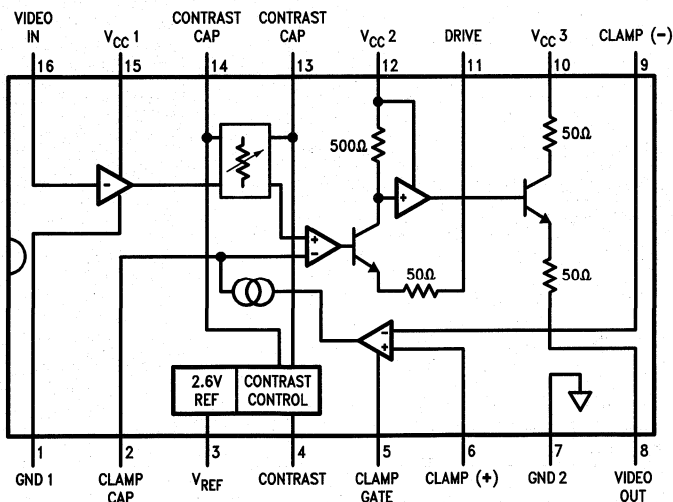 VIDEO IN
VCC 1
CONTRAST CAP
CONTRAST CAP
VCC 2
DRIVE
VCC 3
CLAMP (-)
16
15
14
13
12
11
10
9
500Ω
50Ω
-
+
+
-
50Ω
50Ω
-
+
2.6V REF
CONTRAST CONTROL
1
2
3
4
5
6
7
8
GND 1
CLAMP CAP
VREF
CONTRAST
CLAMP GATE
CLAMP (+)
GND 2
VIDEO OUT